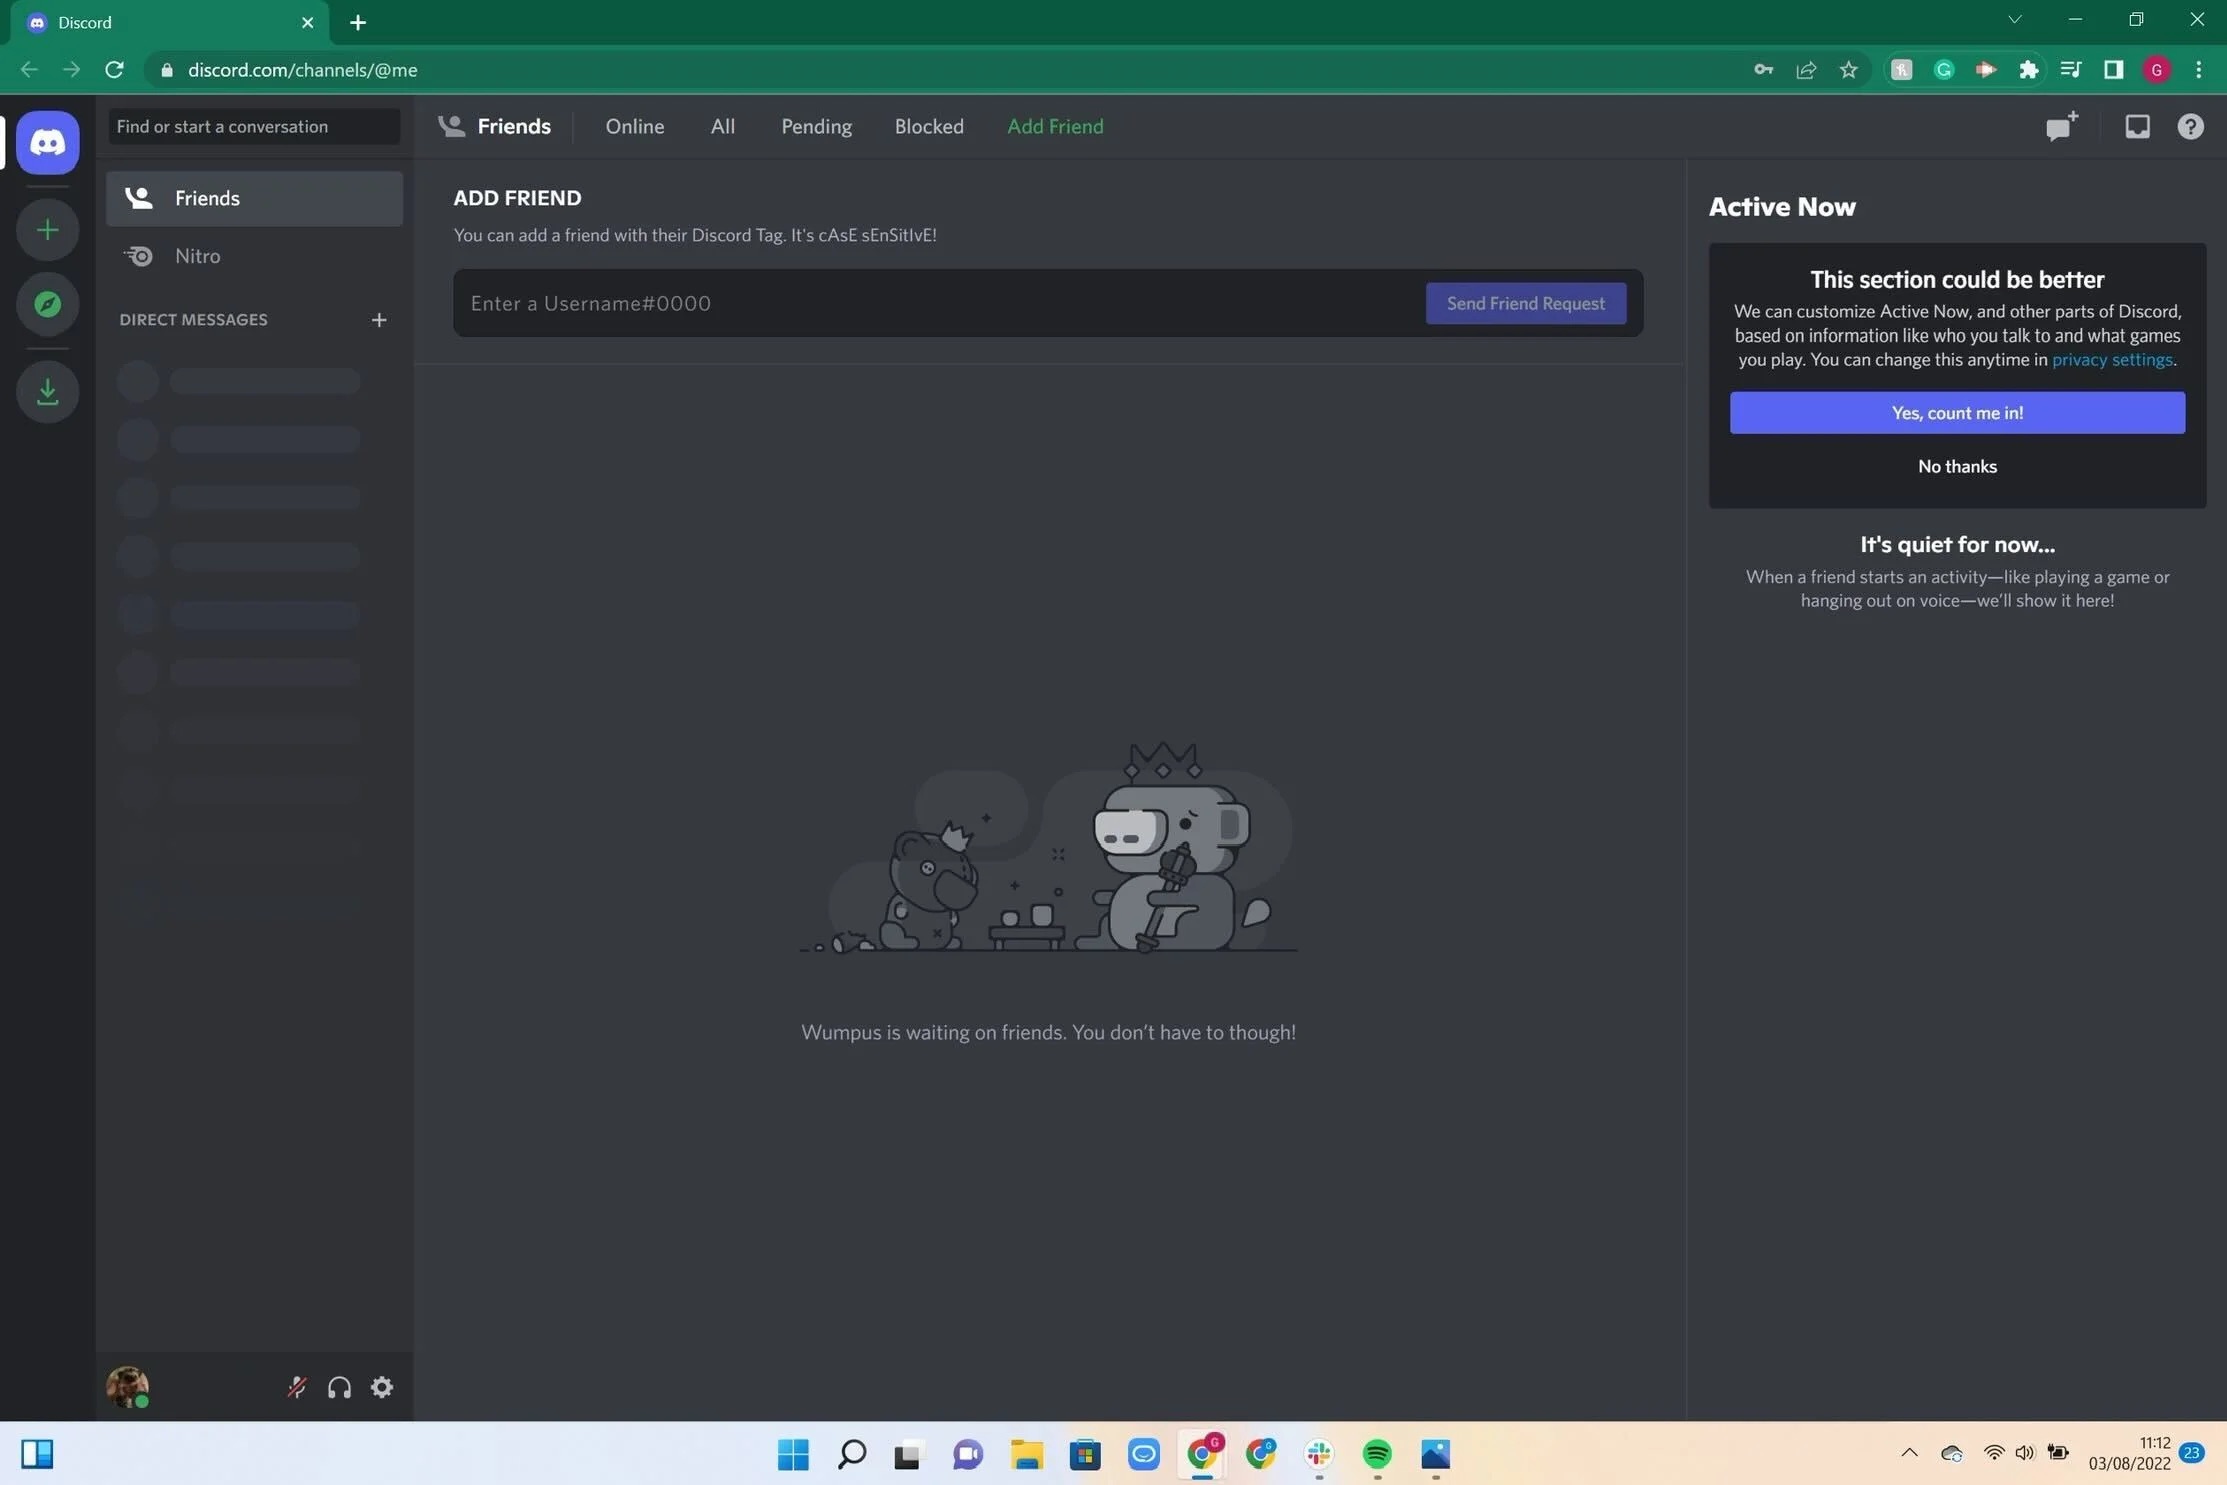 Discord
discord.com/channels/@me
G
Find or start a conversation
Friends
Online
All
Pending
Blocked
Add Friend
Friends
Nitro
DIRECT MESSAGES
ADD FRIEND
You can add a friend with their Discord Tag. It's cAsE sEnSitIvE!
Enter a Username#0000
Send Friend Request
Wumpus is waiting on friends. You don't have to though!
Active Now
This section could be better
We can customize Active Now, and other parts of Discord,
based on information like who you talk to and what games
you play. You can change this anytime in privacy settings.
Yes, count me in!
No thanks
It's quiet for now...
When a friend starts an activity—like playing a game or
hanging out on voice—we'll show it here!
G
G
11:12
03/08/2022
23